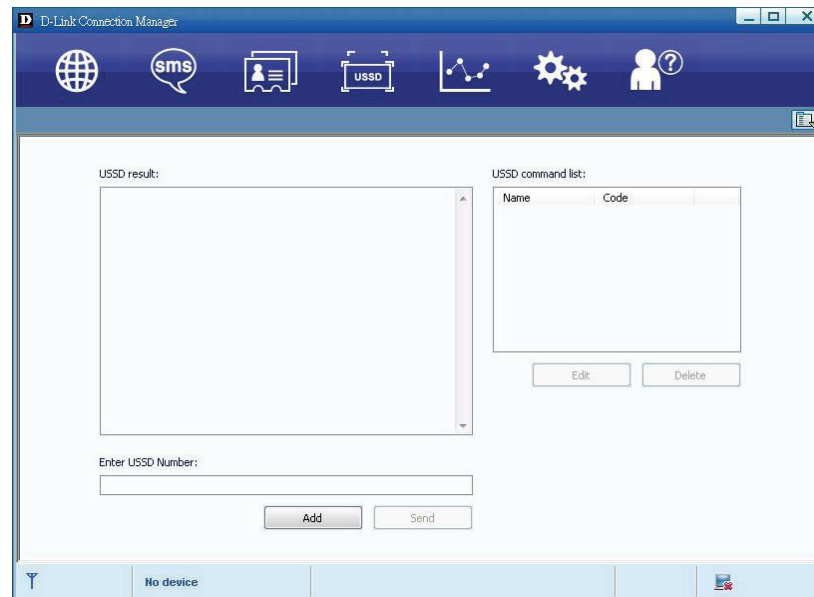 D D-Link Connection Manager
sms
USSD
?
USSD result:
USSD command list:
Name Code
Edit Delete
Enter USSD Number:
Add Send
No device